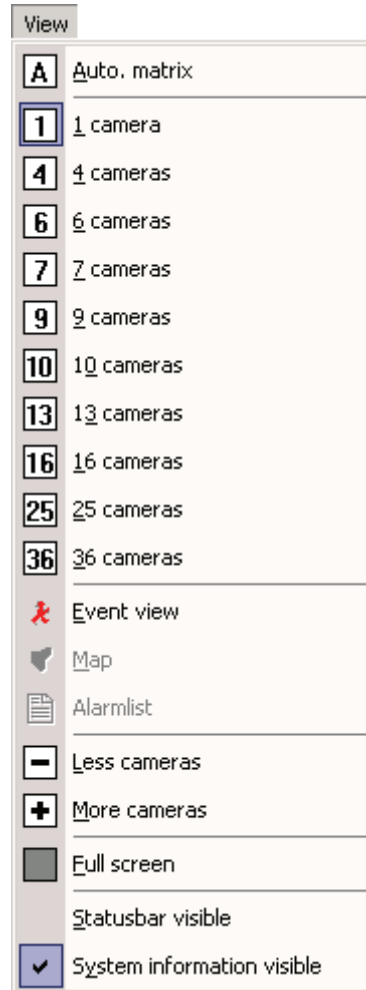 View
A Auto. matrix
1 1 camera
4 4 cameras
6 6 cameras
7 7 cameras
9 9 cameras
10 10 cameras
13 13 cameras
16 16 cameras
25 25 cameras
36 36 cameras
Event view
Map
Alarmlist
Less cameras
More cameras
Full screen
Statusbar visible
System information visible